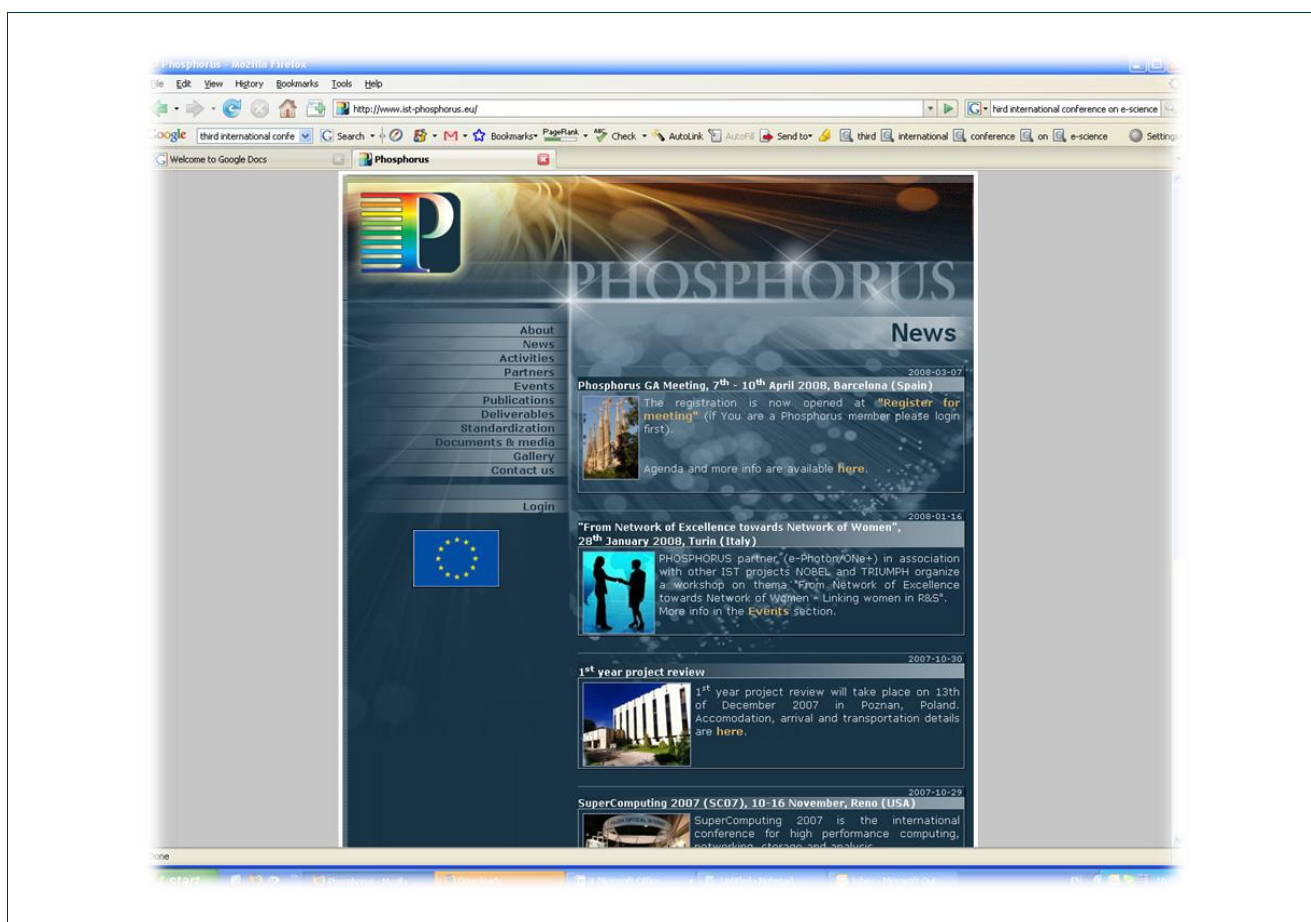 Phosphorus - Mozilla Firefox
File Edit View History Bookmarks Tools Help
http://www.ist-phosphorus.eu/ G hird international conference on e-science
Google third international confe G Search Bookmarks PageRank ABC Check AutoLink AutoFill Send to third international conference on e-science Settings
G Welcome to Google Docs Phosphorus
P
PHOSPHORUS
News
About
News
Activities
Partners
Events
Publications
Deliverables
Standardization
Documents & media
Gallery
Contact us
Login
2008-03-07
Phosphorus GA Meeting, 7th - 10th April 2008, Barcelona (Spain)
The registration is now opened at "Register for
meeting" (if You are a Phosphorus member please login
first).
Agenda and more info are available here.
2008-01-16
"From Network of Excellence towards Network of Women",
28th January 2008, Turin (Italy)
PHOSPHORUS partner, (e-Photon/ONe+) in association
with other IST projects NOBEL and TRIUMPH organize
a workshop on thema "From Network of Excellence
towards Network of Women - Linking women in R&S".
More info in the Events section.
2007-10-30
1st year project review
1st year project review will take place on 13th
of December 2007 in Poznan, Poland.
Accomodation, arrival and transportation details
are here.
2007-10-29
SuperComputing 2007 (SC07), 10-16 November, Reno (USA)
SuperComputing 2007 is the international
conference for high performance computing,
networking, storage and analysis.
Done
start